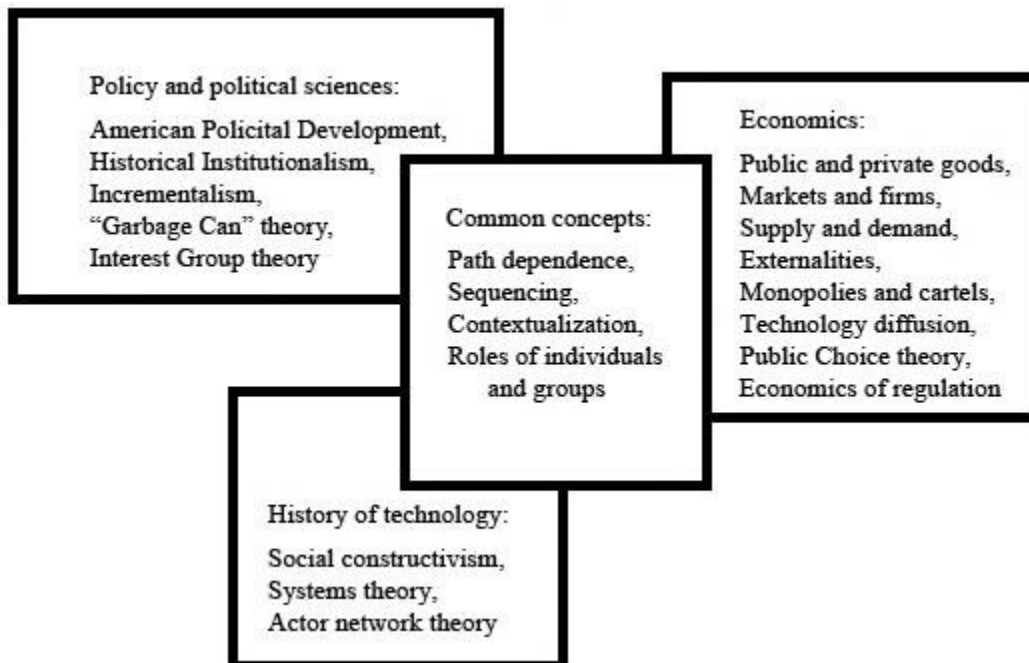 Policy and political sciences:
American Policital Development,
Historical Institutionalism,
Incrementalism,
“Garbage Can” theory,
Interest Group theory
Common concepts:
Path dependence,
Sequencing,
Contextualization,
Roles of individuals
and groups
Economics:
Public and private goods,
Markets and firms,
Supply and demand,
Externalities,
Monopolies and cartels,
Technology diffusion,
Public Choice theory,
Economics of regulation
History of technology:
Social constructivism,
Systems theory,
Actor network theory